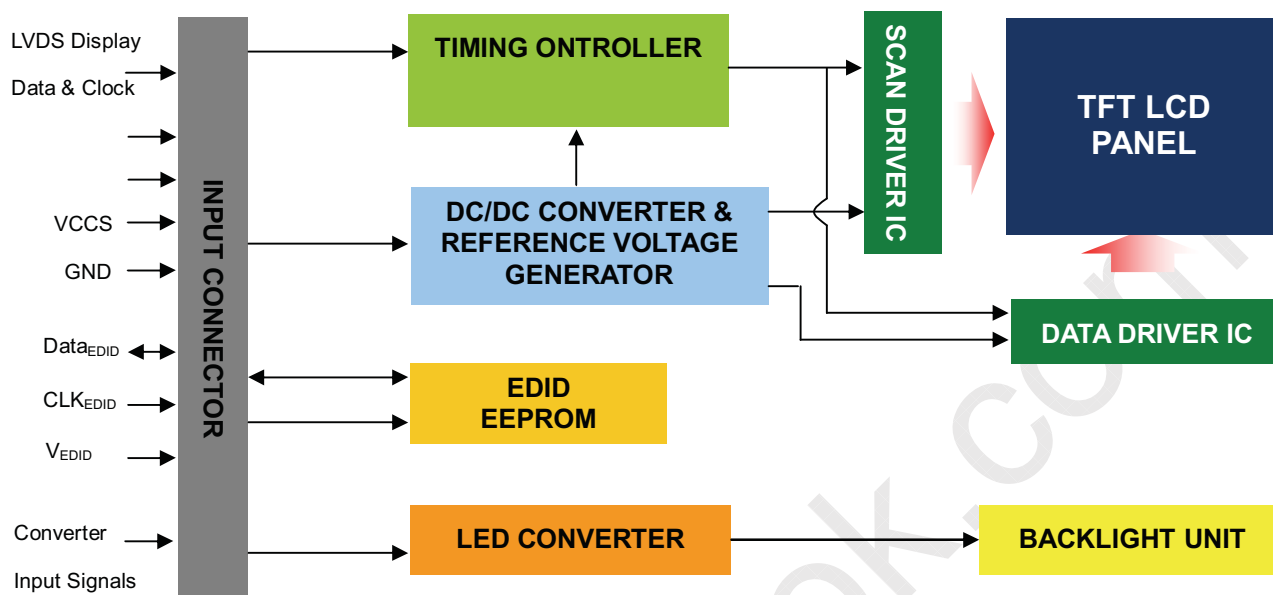 LVDS Display
Data & Clock
VCCS
GND
DataEDID
CLKEDID
VEDID
Converter
Input Signals
INPUT CONNECTOR
TIMING ONTROLLER
DC/DC CONVERTER &
REFERENCE VOLTAGE
GENERATOR
EDID
EEPROM
LED CONVERTER
SCAN DRIVER IC
TFT LCD
PANEL
DATA DRIVER IC
BACKLIGHT UNIT